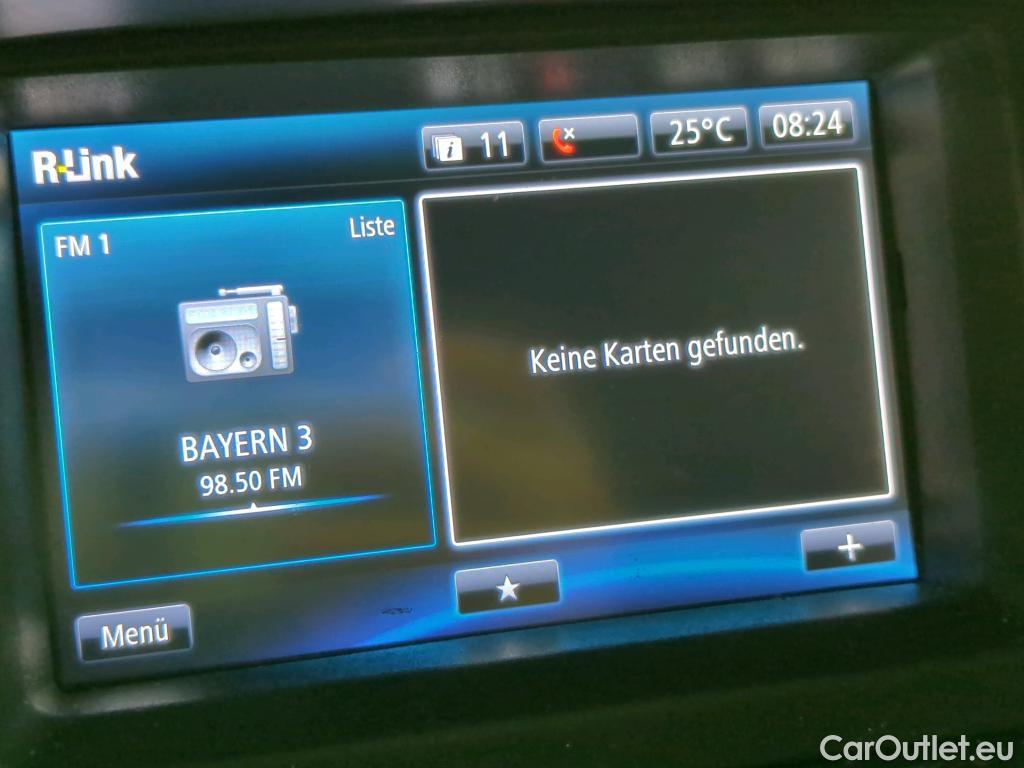 R-Link
i 11
25°C
08:24
FM 1
Liste
Keine Karten gefunden.
BAYERN 3
98.50 FM
Menü
CarOutlet.eu